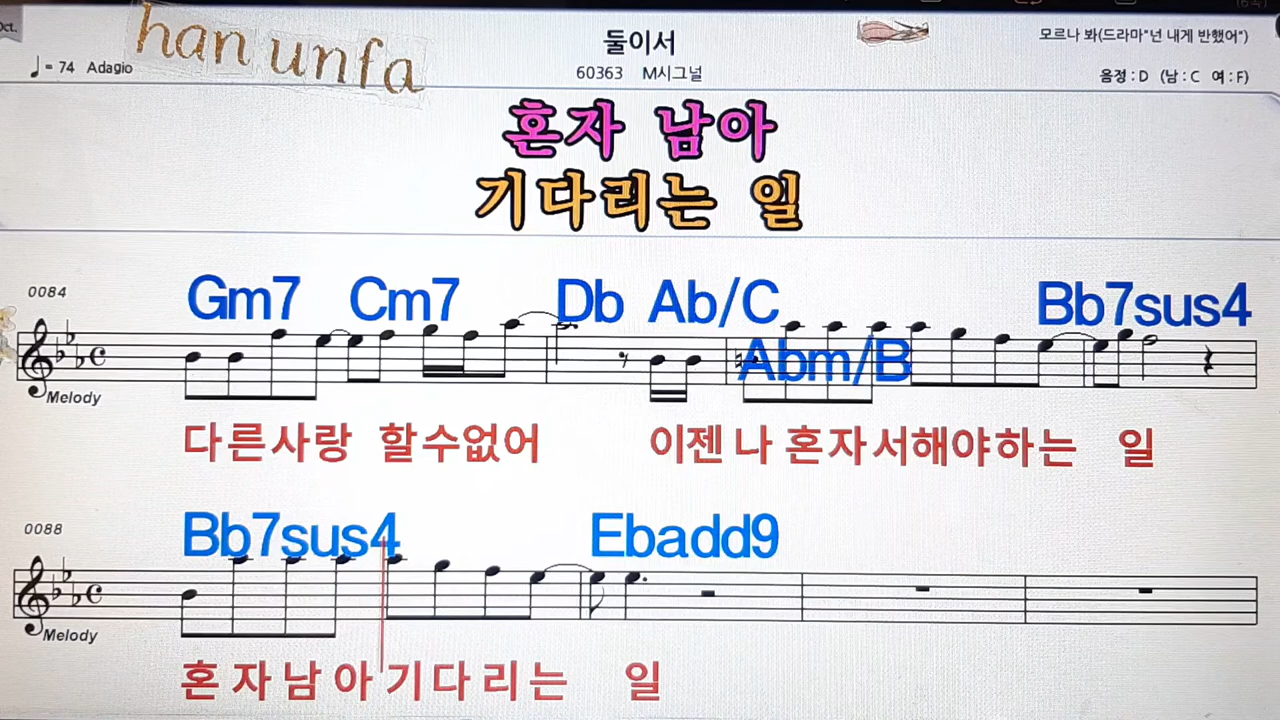 Oct.
han unfa
♩= 74 Adagio
둘이서
60363 M시그널
모르나 봐(드라마"넌 내게 반했어")
음정 : D (남 : C 여 : F)
혼자 남아
기다리는 일
0084
Gm7 Cm7 Db Ab/C Abm/B Bb7sus4
Melody
다른사랑 할수없어 이젠 나 혼자서해야하는 일
0088
Bb7sus4 Ebadd9
Melody
혼 자남 아기다 리는 일